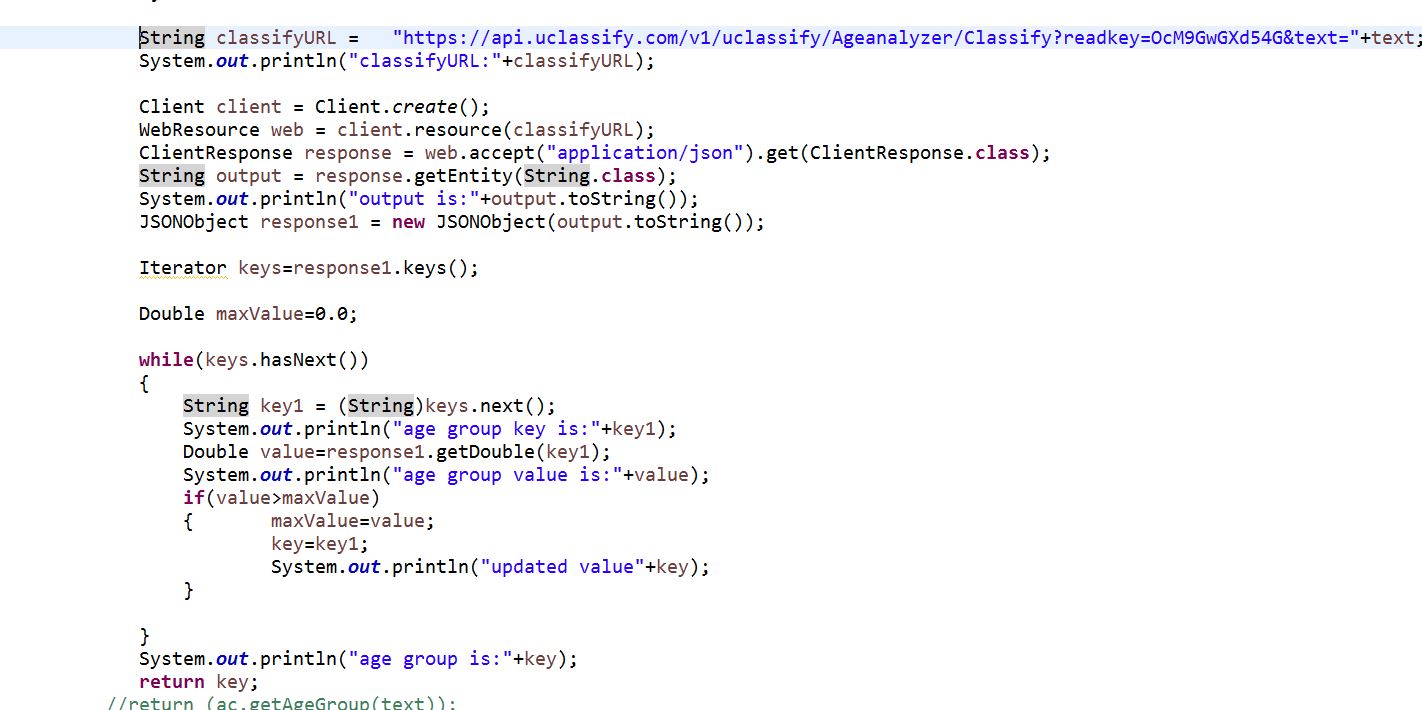 String classifyURL =   "https://api.uclassify.com/v1/uclassify/Ageanalyzer/Classify?readkey=OcM9GwGXd54G&text="+text;
System.out.println("classifyURL:"+classifyURL);
Client client = Client.create();
WebResource web = client.resource(classifyURL);
ClientResponse response = web.accept("application/json").get(ClientResponse.class);
String output = response.getEntity(String.class);
System.out.println("output is:"+output.toString());
JSONObject response1 = new JSONObject(output.toString());
Iterator keys=response1.keys();
Double maxValue=0.0;
while(keys.hasNext())
{
String key1 = (String)keys.next();
System.out.println("age group key is:"+key1);
Double value=response1.getDouble(key1);
System.out.println("age group value is:"+value);
if(value>maxValue)
{       maxValue=value;
key=key1;
System.out.println("updated value"+key);
}
}
System.out.println("age group is:"+key);
return key;
//return (ac.getAgeGroup(text));